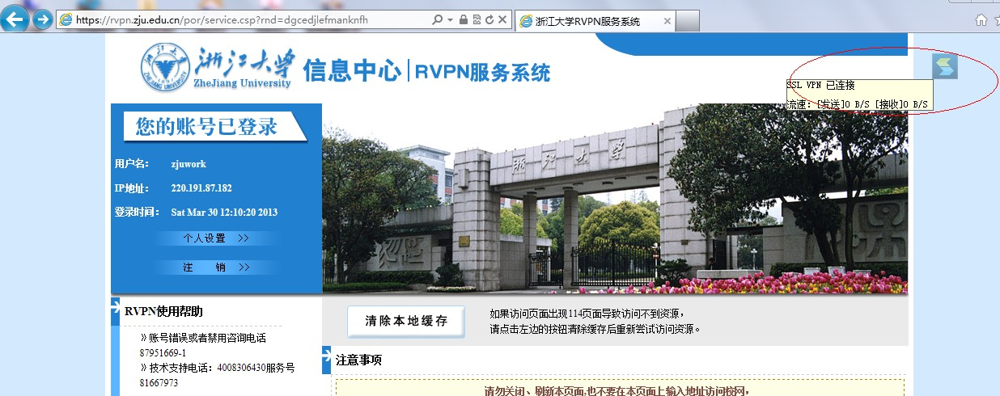 https://rvpn.zju.edu.cn/por/service.csp?rnd=dgcedjlefmanknfh
浙江大学RVPN服务系统
浙江大学
ZheJiang University
信息中心|RVPN服务系统
SSL VPN 已连接
流速：[发送]0 B/S [接收]0 B/S
您的账号已登录
用户名： zjuwork
IP地址： 220.191.87.182
登录时间： Sat Mar 30 12:10:20 2013
个人设置 >>
注 销 >>
浙江大学
RVPN使用帮助
》账号错误或者禁用咨询电话
87951669-1
》技术支持电话：4008306430服务号
81667973
清除本地缓存
如果访问页面出现114页面导致访问不到资源，
请点击左边的按钮清除缓存后重新尝试访问资源。
注意事项
请勿关闭、刷新本页面,也不要在本页面上输入地址访问校网，